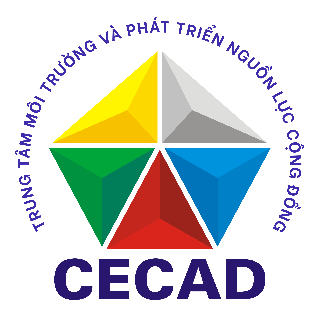 TRUNG TÂM MÔI TRƯỜNG VÀ PHÁT TRIỂN NGUỒN LỰC CỘNG ĐỒNG
CECAD